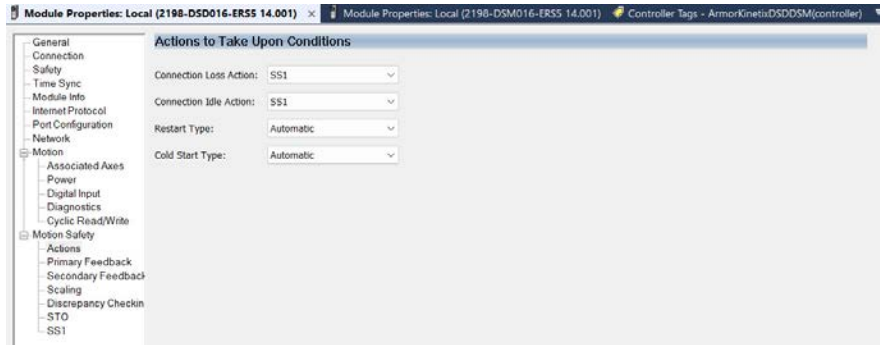 Module Properties: Local (2198-DSD016-ERS5 14.001) × Module Properties: Local (2198-DSM016-ERS5 14.001) Controller Tags - ArmorKinetixDSDDSM(controller)
General
Connection
Safety
Time Sync
Module Info
Internet Protocol
Port Configuration
Network
Motion
Associated Axes
Power
Digital Input
Diagnostics
Cyclic Read/Write
Motion Safety
Actions
Primary Feedback
Secondary Feedback
Scaling
Discrepancy Checkin
STO
SS1
Actions to Take Upon Conditions
Connection Loss Action: SS1
Connection Idle Action: SS1
Restart Type: Automatic
Cold Start Type: Automatic